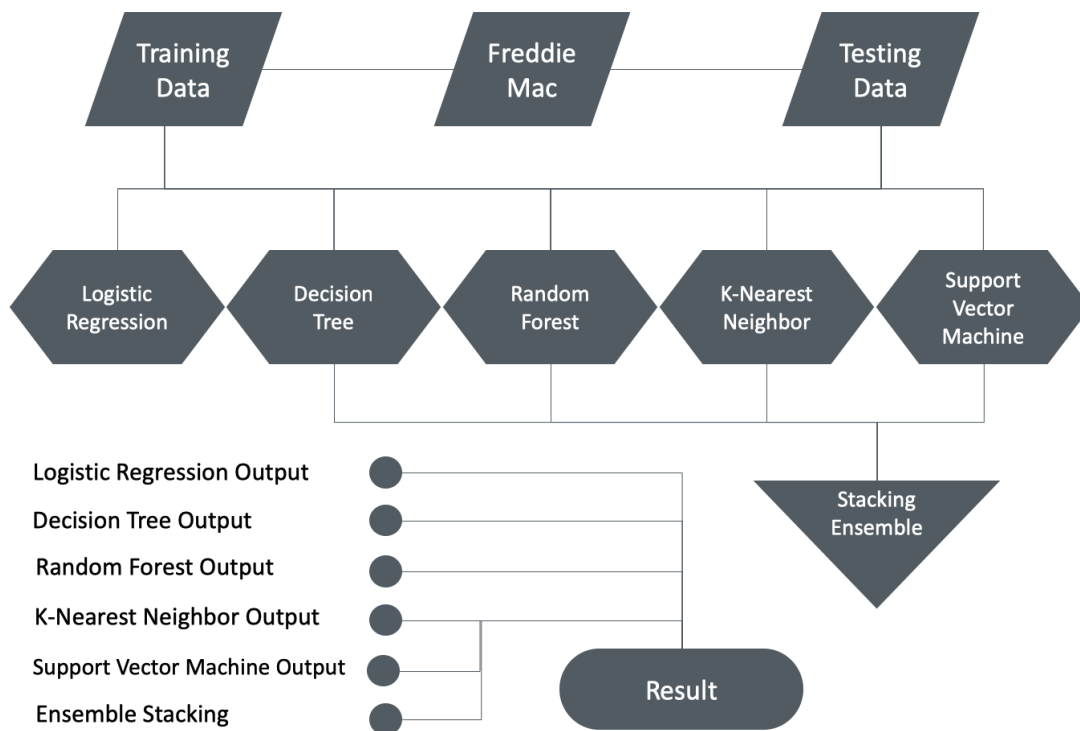 Training
Data
Freddie
Mac
Testing
Data
Logistic
Regression
Decision
Tree
Random
Forest
K-Nearest
Neighbor
Support
Vector
Machine
Stacking
Ensemble
Logistic Regression Output
Decision Tree Output
Random Forest Output
K-Nearest Neighbor Output
Support Vector Machine Output
Ensemble Stacking
Result